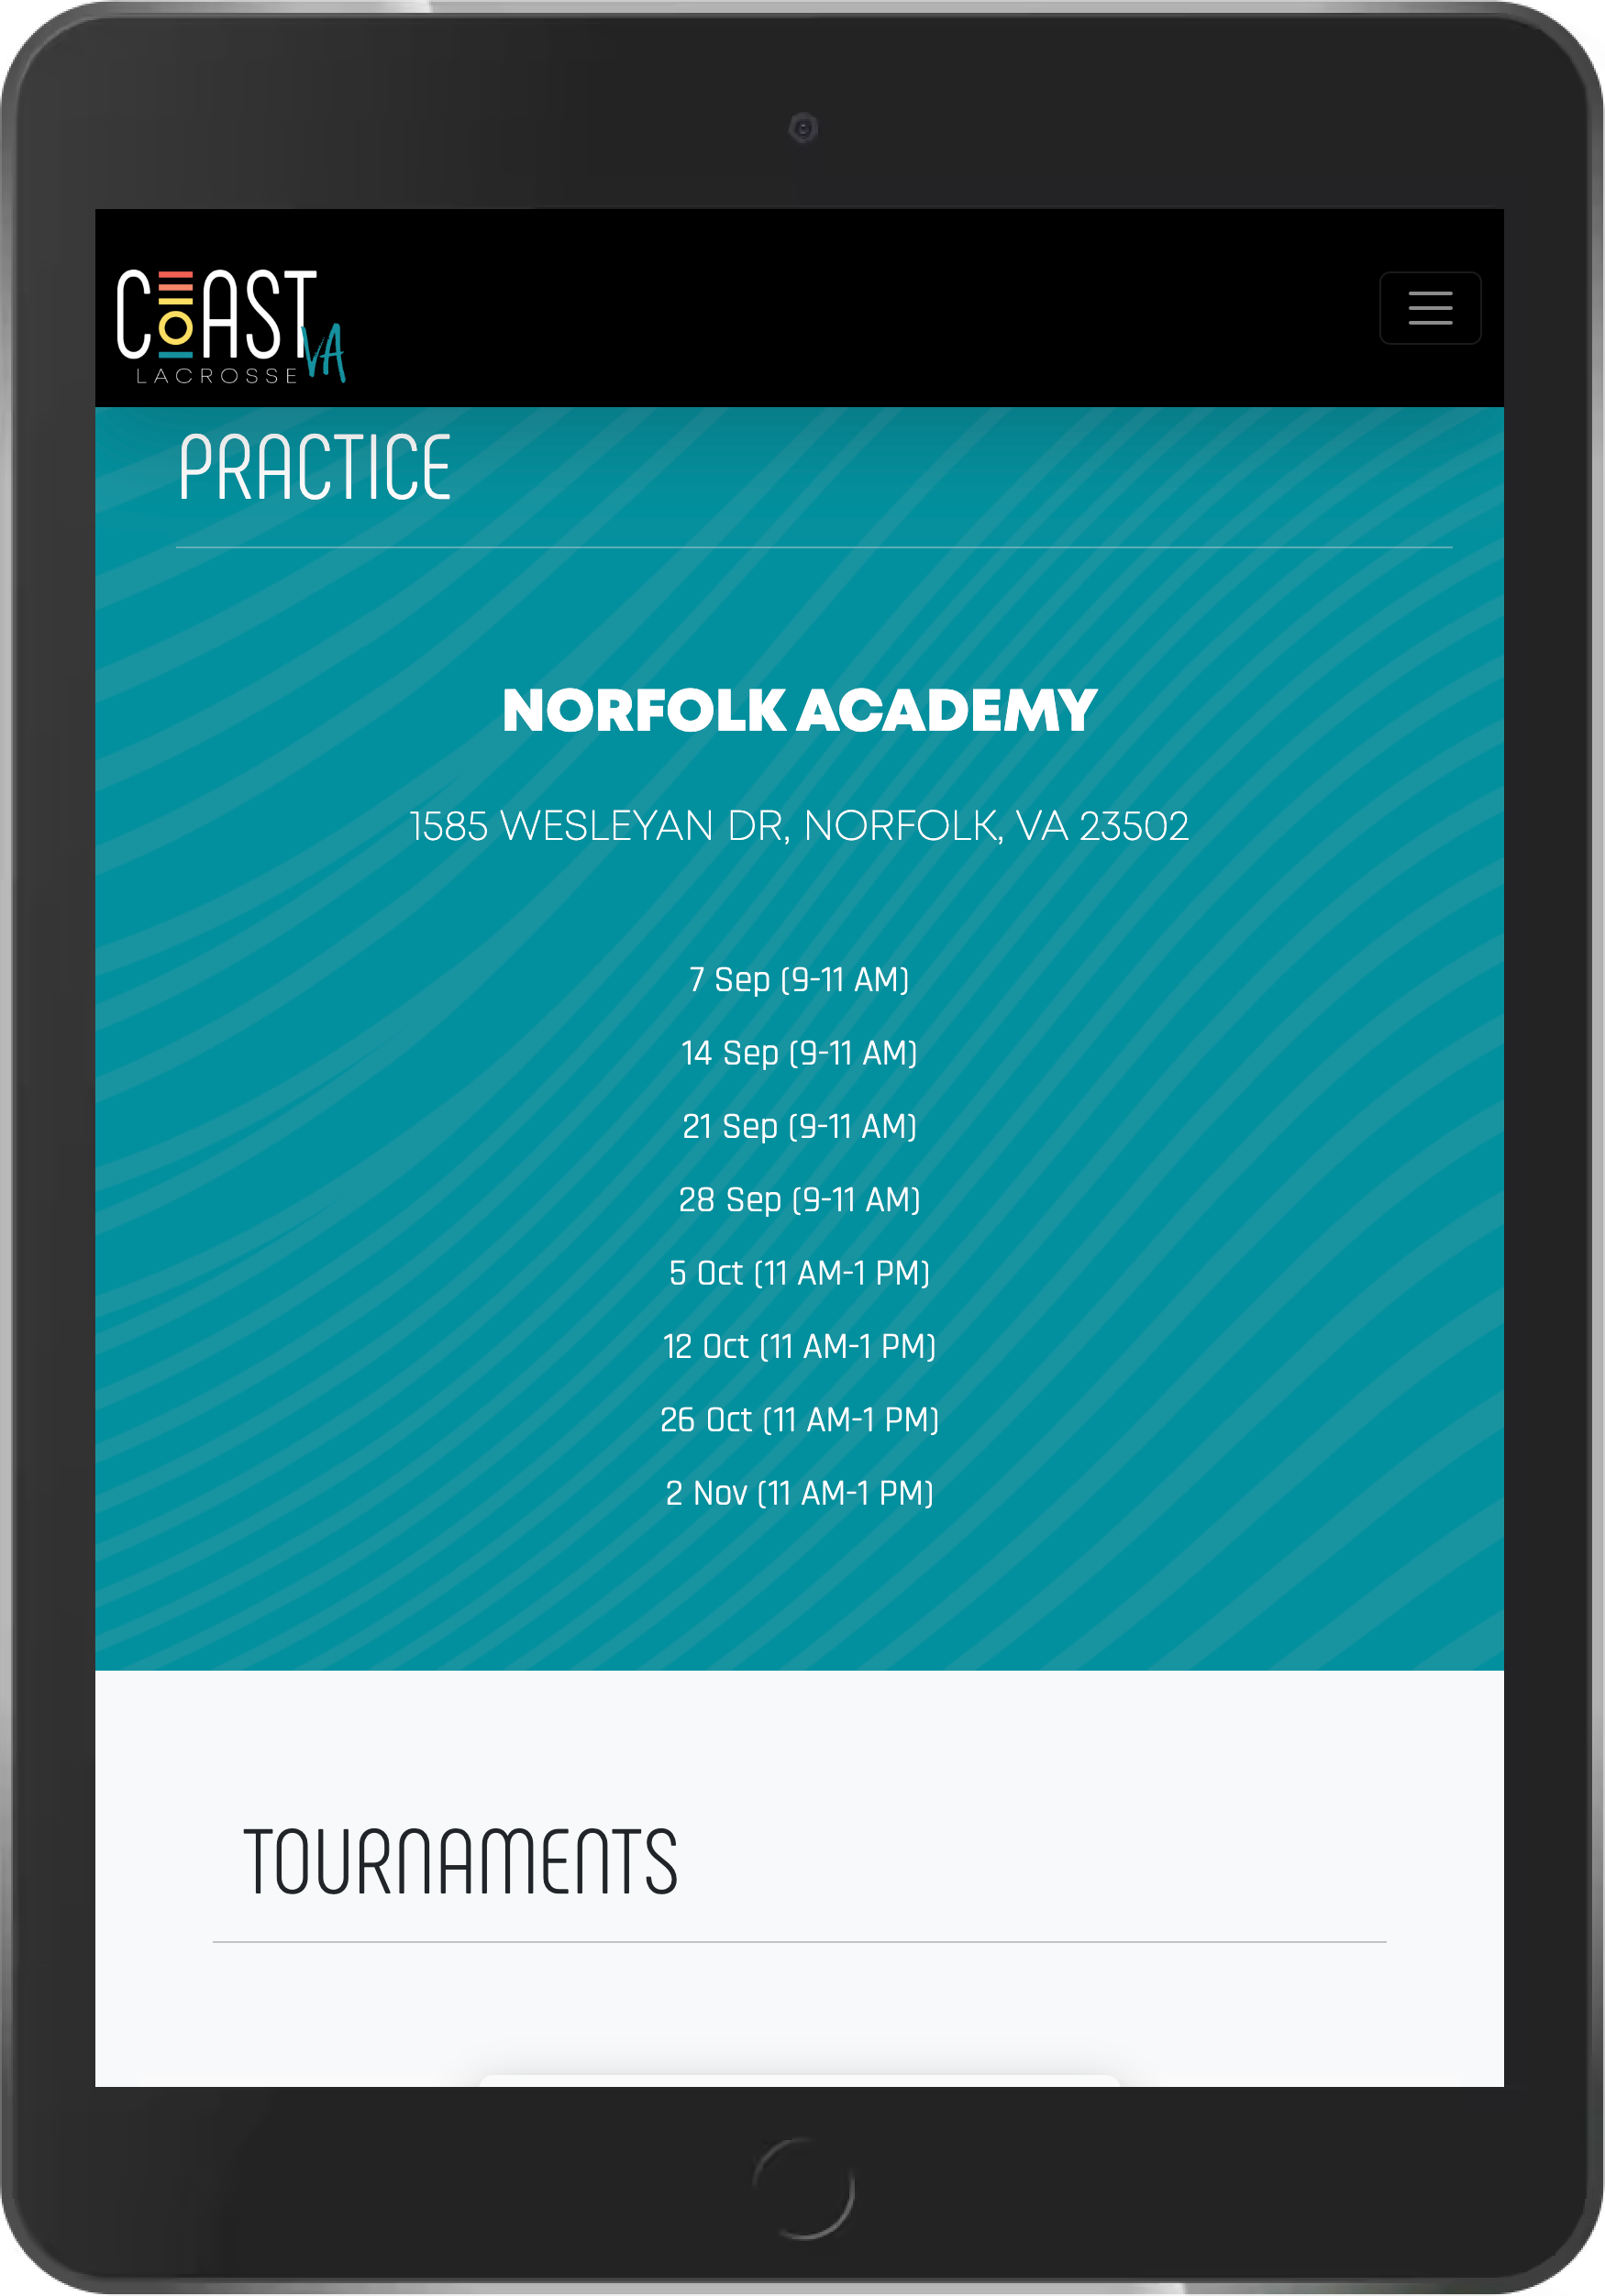 COAST VA
LACROSSE
PRACTICE
NORFOLK ACADEMY
1585 WESLEYAN DR, NORFOLK, VA 23502
7 Sep (9-11 AM)
14 Sep (9-11 AM)
21 Sep (9-11 AM)
28 Sep (9-11 AM)
5 Oct (11 AM-1 PM)
12 Oct (11 AM-1 PM)
26 Oct (11 AM-1 PM)
2 Nov (11 AM-1 PM)
TOURNAMENTS